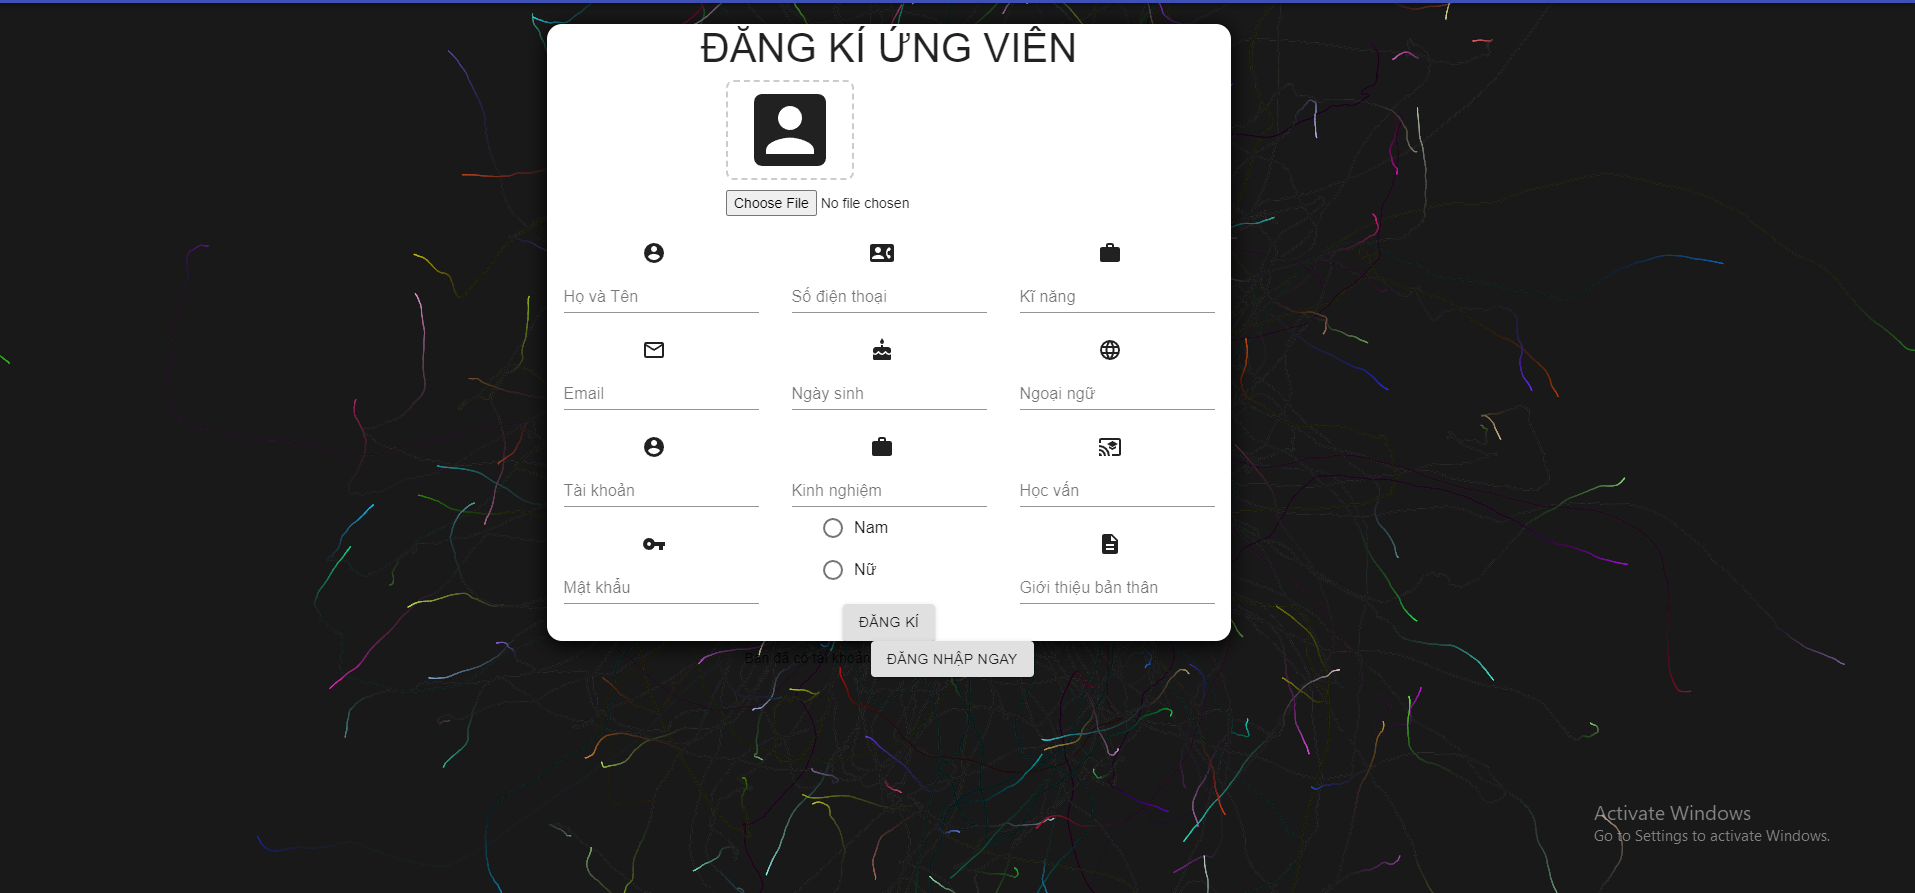 ĐĂNG KÍ ỨNG VIÊN
Choose File No file chosen
Họ và Tên Số điện thoại Kĩ năng
Email Ngày sinh Ngoại ngữ
Tài khoản Kinh nghiệm Học vấn
Nam
Nữ
Mật khẩu Giới thiệu bản thân
ĐĂNG KÍ
Bạn đã có tài khoản ĐĂNG NHẬP NGAY
Activate Windows
Go to Settings to activate Windows.